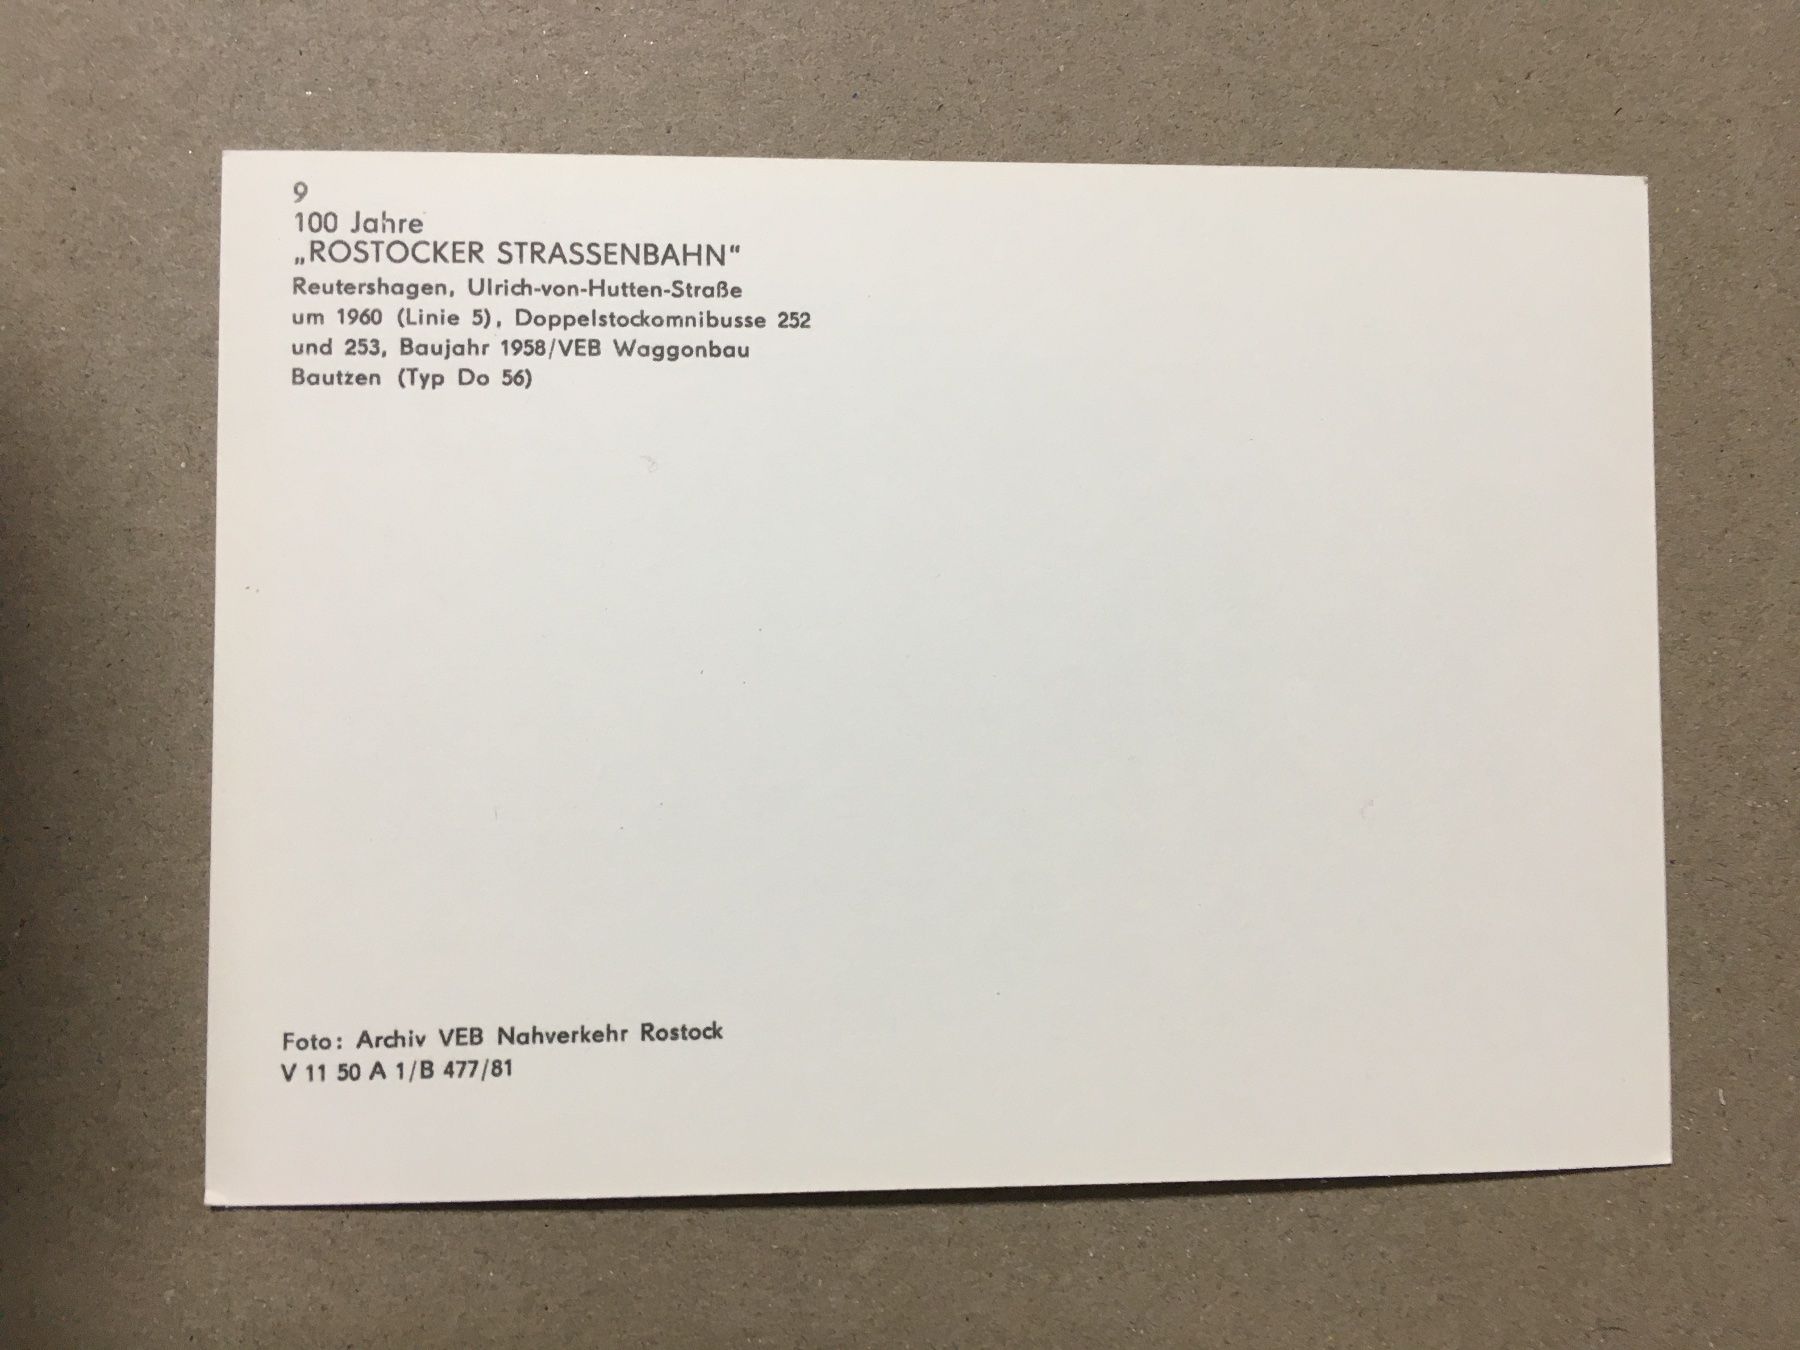 9
100 Jahre
„ROSTOCKER STRASSENBAHN“
Reutershagen, Ulrich-von-Hutten-Straße
um 1960 (Linie 5), Doppelstockomnibusse 252
und 253, Baujahr 1958/VEB Waggonbau
Bautzen (Typ Do 56)
Foto: Archiv VEB Nahverkehr Rostock
V 11 50 A 1/B 477/81